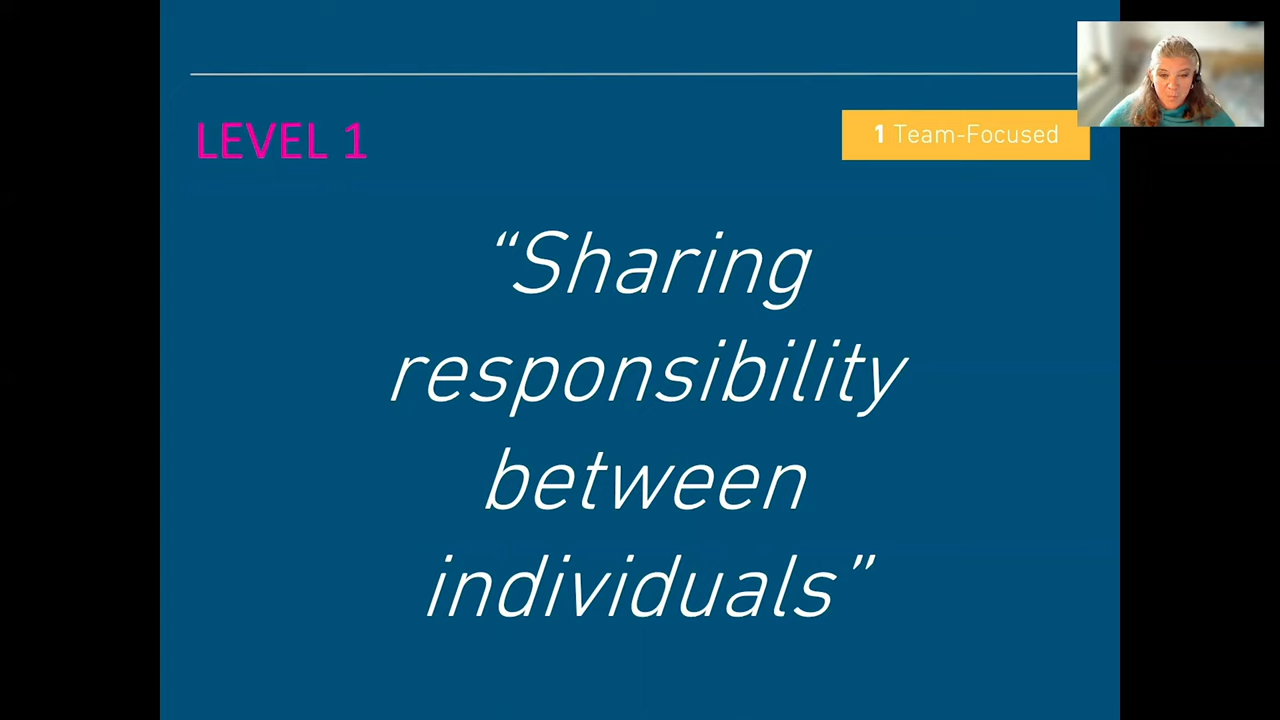 LEVEL 1
1 Team-Focused
“Sharing
responsibility
between
individuals”